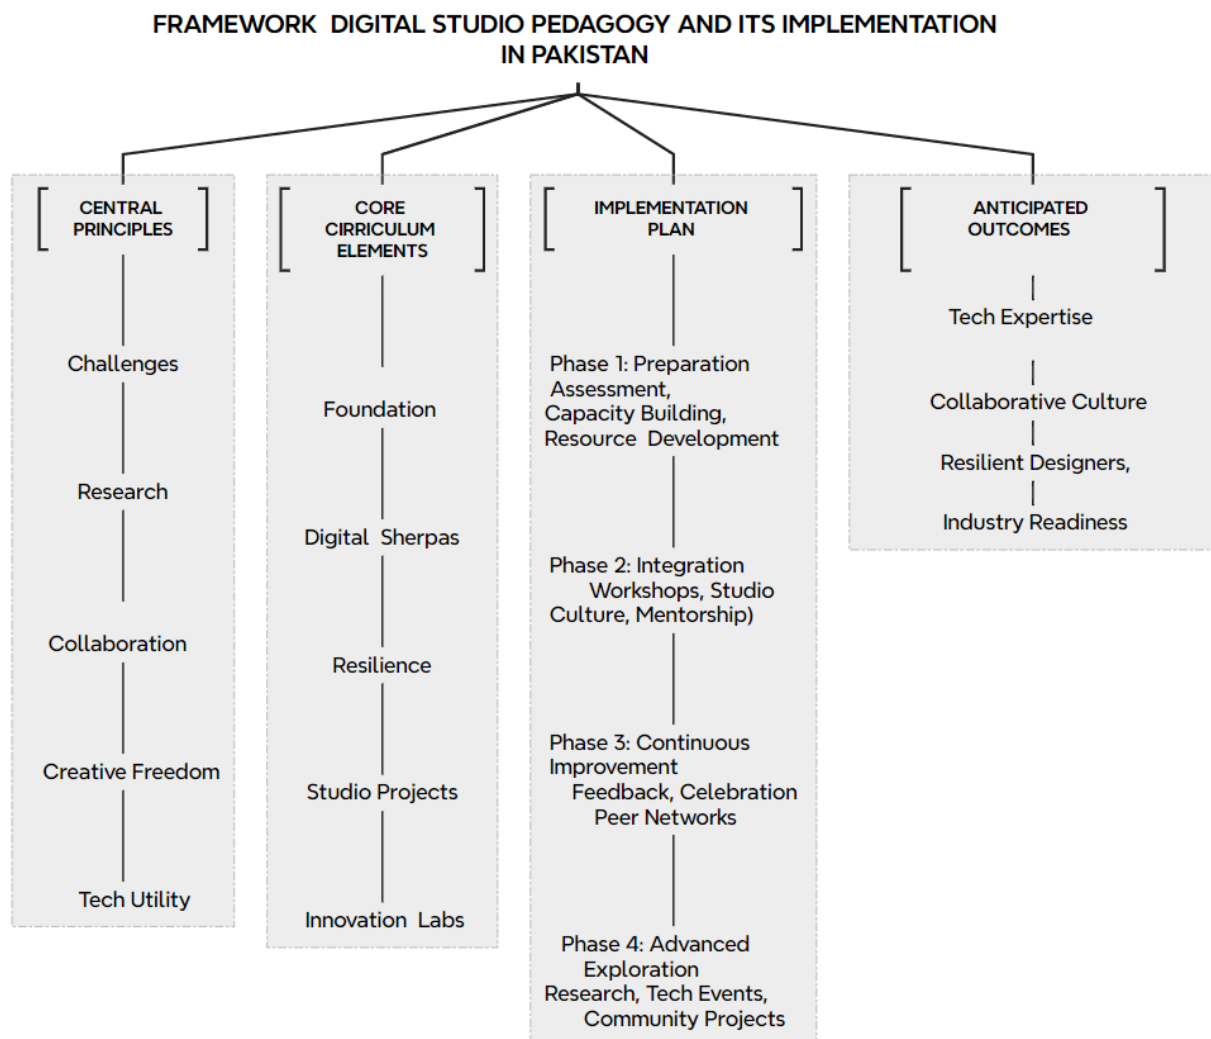 FRAMEWORK DIGITAL STUDIO PEDAGOGY AND ITS IMPLEMENTATION
IN PAKISTAN
CENTRAL
PRINCIPLES
Challenges
Research
Collaboration
Creative Freedom
Tech Utility
CORE
CIRRICULUM
ELEMENTS
Foundation
Digital Sherpas
Resilience
Studio Projects
Innovation Labs
IMPLEMENTATION
PLAN
Phase 1: Preparation
Assessment,
Capacity Building,
Resource Development
Phase 2: Integration
Workshops, Studio
Culture, Mentorship)
Phase 3: Continuous
Improvement
Feedback, Celebration
Peer Networks
Phase 4: Advanced
Exploration
Research, Tech Events,
Community Projects
ANTICIPATED
OUTCOMES
Tech Expertise
Collaborative Culture
Resilient Designers,
Industry Readiness